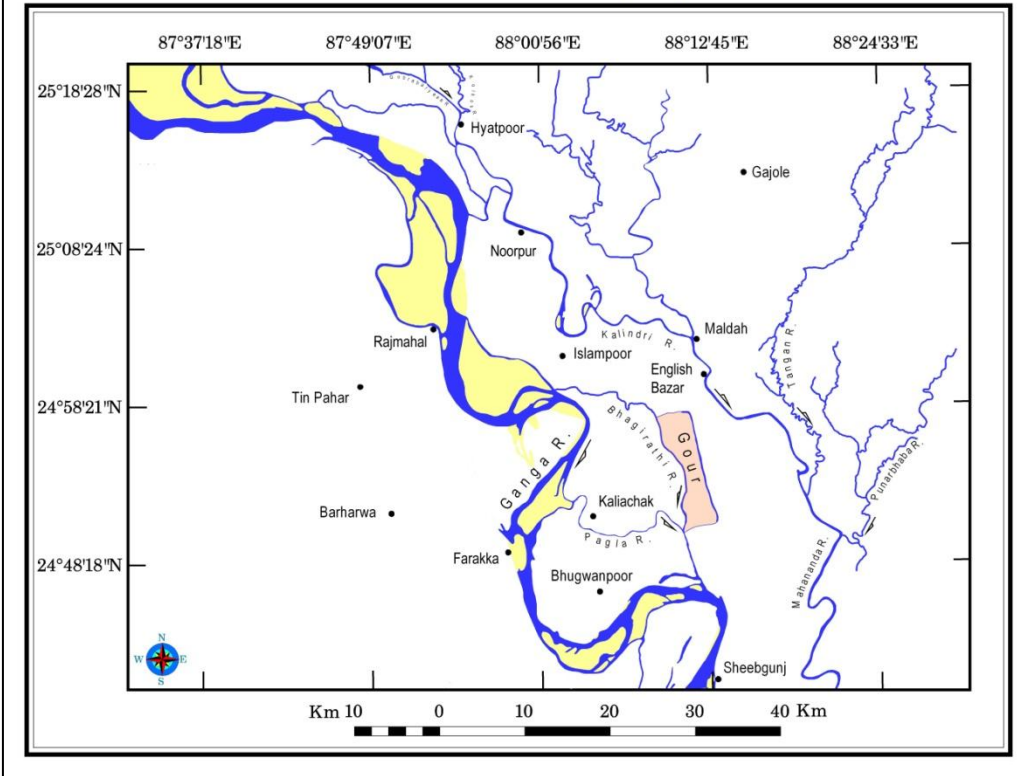 87°37'18"E 87°49'07"E 88°00'56"E 88°12'45"E 88°24'33"E
25°18'28"N
Hyatpoor
Gajole
25°08'24"N
Noorpur
Rajmahal
Kalindri R.
Maldah
Islampoor
English
Bazar
Tangan R.
Tin Pahar
24°58'21"N
Bhagirathi R.
Gour
Ganga R.
Punarbhaba R.
Barharwa
Kaliachak
Pagla R.
Farakka
24°48'18"N
Bhugwanpoor
Mahananda R.
N
W E
S
Sheebgunj
Km 10 0 10 20 30 40 Km